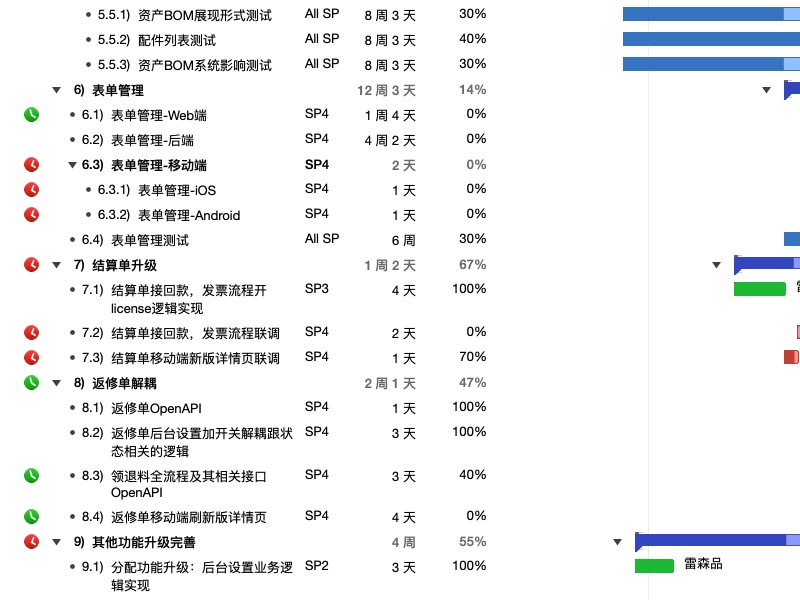 5.5.1) 资产BOM展现形式测试 All SP 8 周 3 天 30%
5.5.2) 配件列表测试 All SP 8 周 3 天 40%
5.5.3) 资产BOM系统影响测试 All SP 8 周 3 天 30%
6) 表单管理 12 周 3 天 14%
6.1) 表单管理-Web端 SP4 1 周 4 天 0%
6.2) 表单管理-后端 SP4 4 周 2 天 0%
6.3) 表单管理-移动端 SP4 2 天 0%
6.3.1) 表单管理-iOS SP4 1 天 0%
6.3.2) 表单管理-Android SP4 1 天 0%
6.4) 表单管理测试 All SP 6 周 30%
7) 结算单升级 1 周 2 天 67%
7.1) 结算单接回款，发票流程开 SP3 4 天 100%
license逻辑实现
7.2) 结算单接回款，发票流程联调 SP4 2 天 0%
7.3) 结算单移动端新版详情页联调 SP4 1 天 70%
8) 返修单解耦 2 周 1 天 47%
8.1) 返修单OpenAPI SP4 1 天 100%
8.2) 返修单后台设置加开关解耦跟状 SP4 3 天 100%
态相关的逻辑
8.3) 领退料全流程及其相关接口 SP4 3 天 40%
OpenAPI
8.4) 返修单移动端刷新版详情页 SP4 4 天 0%
9) 其他功能升级完善 4 周 55%
9.1) 分配功能升级：后台设置业务逻 SP2 3 天 100% 雷森品
辑实现